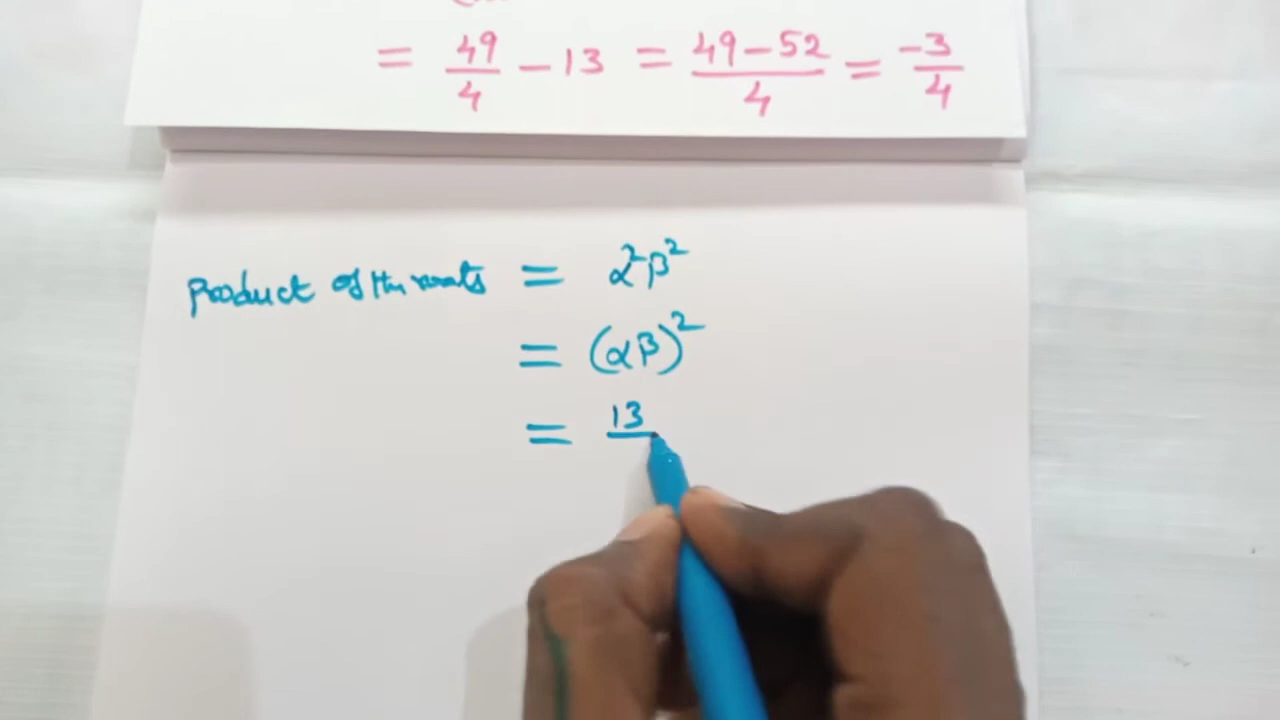 = 49/4 - 13 = 49-52/4 = -3/4
Product of the roots = α²β²
= (αβ)²
= 13